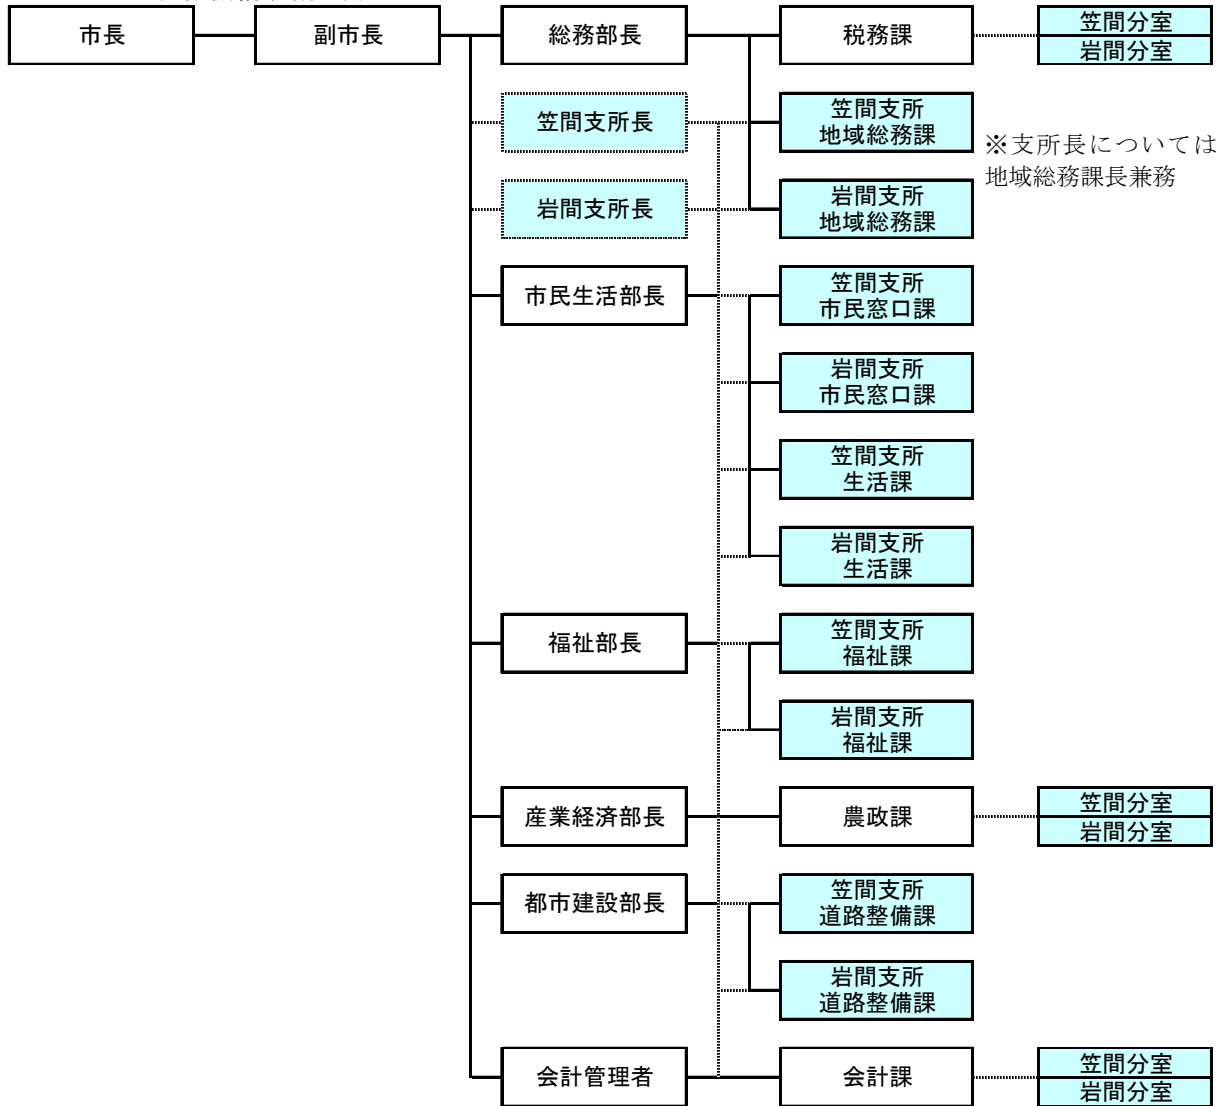 市長
副市長
総務部長
税務課
笠間分室
岩間分室
笠間支所長
笠間支所
地域総務課
※支所長については
地域総務課長兼務
岩間支所長
岩間支所
地域総務課
市民生活部長
笠間支所
市民窓口課
岩間支所
市民窓口課
笠間支所
生活課
岩間支所
生活課
福祉部長
笠間支所
福祉課
岩間支所
福祉課
産業経済部長
農政課
笠間分室
岩間分室
都市建設部長
笠間支所
道路整備課
岩間支所
道路整備課
会計管理者
会計課
笠間分室
岩間分室